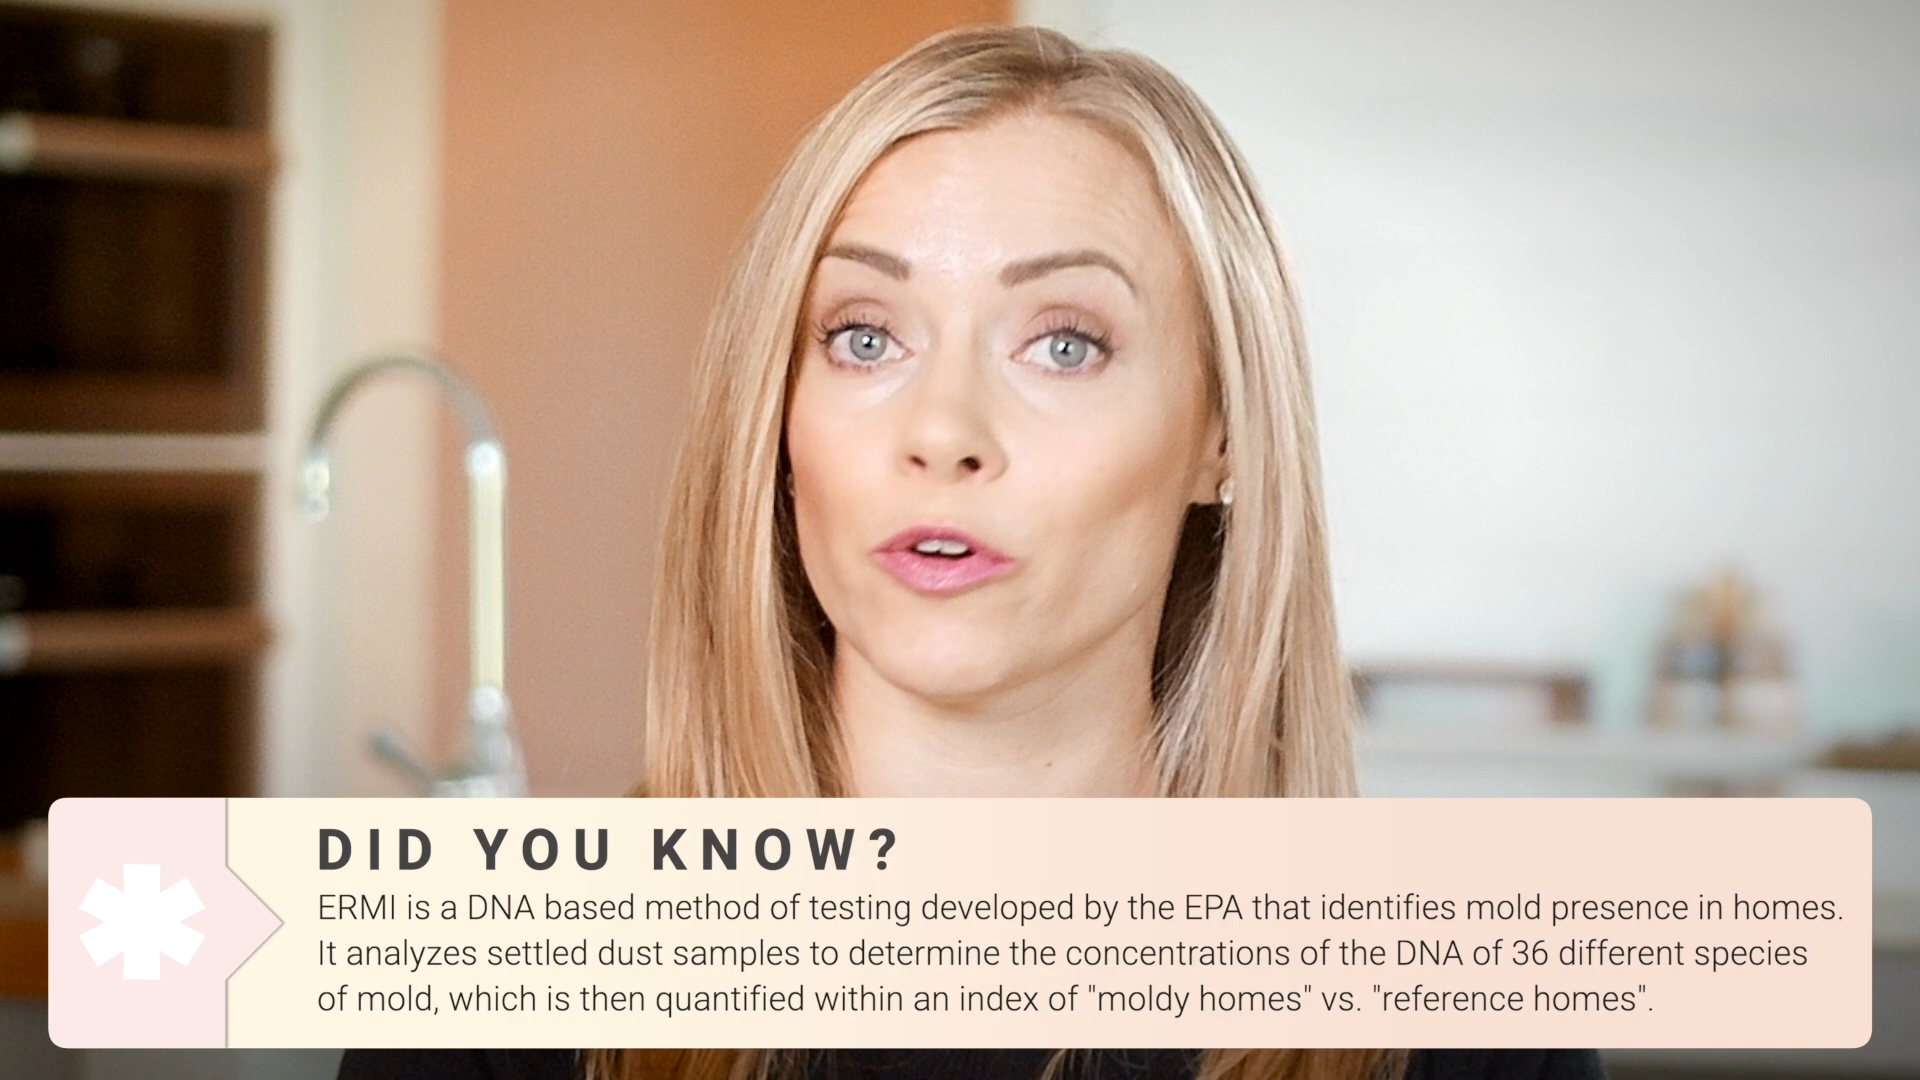 DID YOU KNOW?
ERMI is a DNA based method of testing developed by the EPA that identifies mold presence in homes.
It analyzes settled dust samples to determine the concentrations of the DNA of 36 different species
of mold, which is then quantified within an index of "moldy homes" vs. "reference homes".